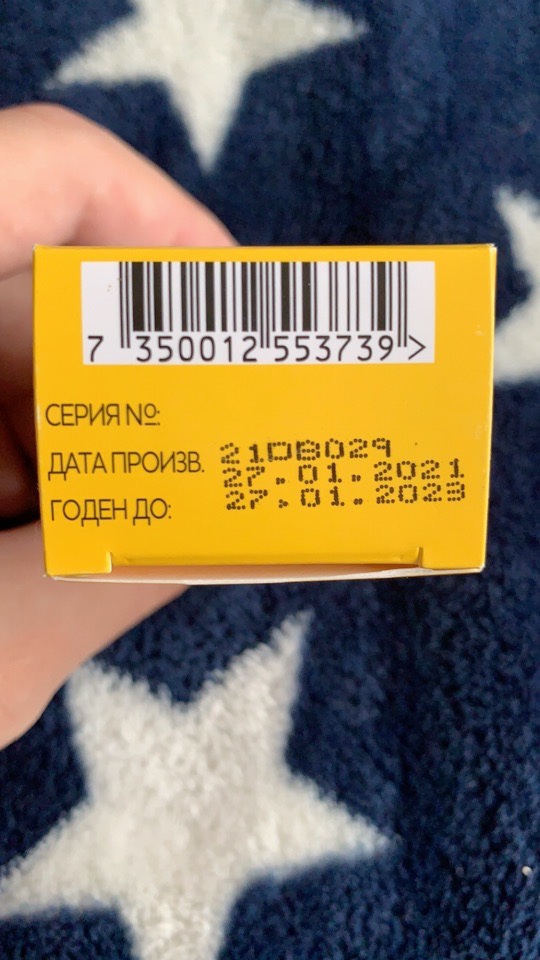 7 350012 553739 >
СЕРИЯ №:
21DB029
ДАТА ПРОИЗВ. 27.01.2021
ГОДЕН ДО: 27.01.2023